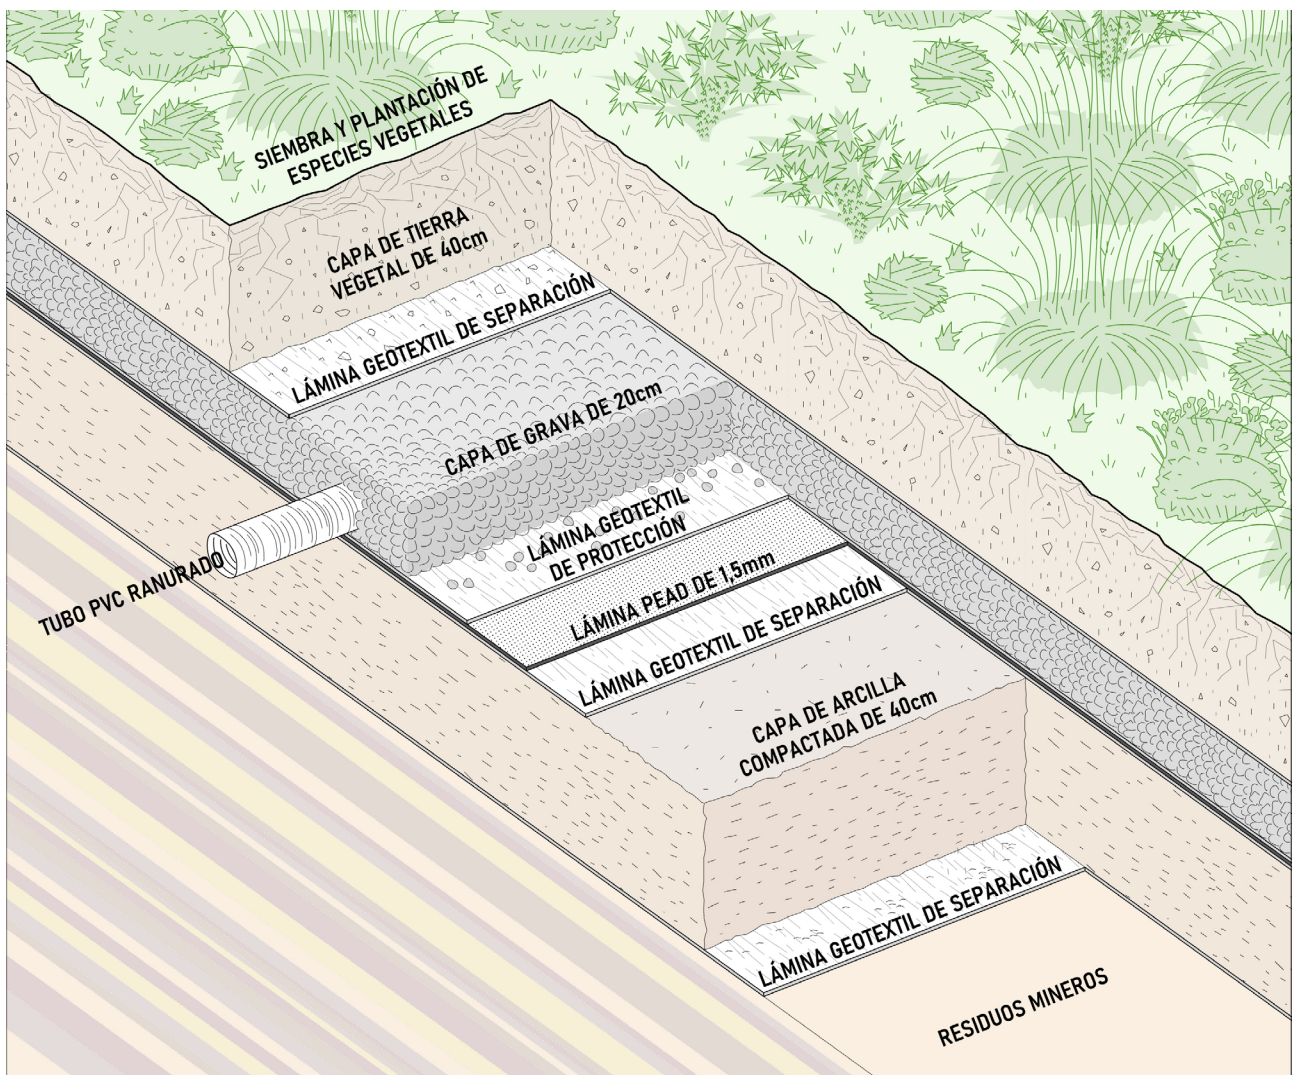 SIEMBRA Y PLANTACIÓN DE
ESPECIES VEGETALES
CAPA DE TIERRA
VEGETAL DE 40cm
LÁMINA GEOTEXTIL DE SEPARACIÓN
CAPA DE GRAVA DE 20cm
LÁMINA GEOTEXTIL
DE PROTECCIÓN
TUBO PVC RANURADO
LÁMINA PEAD DE 1,5mm
LÁMINA GEOTEXTIL DE SEPARACIÓN
CAPA DE ARCILLA
COMPACTADA DE 40cm
LÁMINA GEOTEXTIL DE SEPARACIÓN
RESIDUOS MINEROS